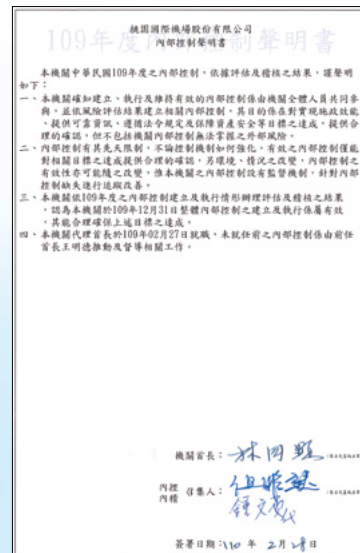 桃園國際機場股份有限公司
109年度內部控制聲明書
內部控制聲明書
本機關中華民國109年度之內部控制，依據評估及稽核之結果，謹聲明
如下：
一、本機關確知建立、執行及維持有效的內部控制係由機關全體人員共同參
與，並依風險評估結果建立相關內部控制，其目的係在對實現施政效能
、提供可靠資訊、遵循法令規定及保障資產安全等目標之達成，提供合
理的確認，但不包括機關內部控制無法掌握之外部風險。
二、內部控制有其先天限制，不論控制機制如何強化，有效之內部控制僅能
對相關目標之達成提供合理的確認，另環境、情況之改變，內部控制之
有效性亦可能隨之改變，惟本機關之內部控制設有監督機制，針對內部
控制缺失進行追蹤改善。
三、本機關依109年度之內部控制建立及執行情形辦理評估及稽核之結果
，認為本機關於109年12月31日整體內部控制之建立及執行係屬有效
，其能合理確保上述目標之達成。
四、本機關代理首長於109年02月27日就職，未就任前之內部控制係由前任
首長王明德推動及督導相關工作。
機關首長：林國顯
內控
內稽 召集人：但昭璧
鍾文 代
簽署日期：110 年 2 月 28 日